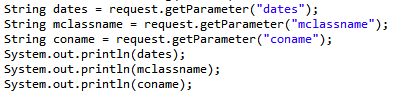 String dates = request.getParameter("dates");
String mclassname = request.getParameter("mclassname");
String coname = request.getParameter("coname");
System.out.println(dates);
System.out.println(mclassname);
System.out.println(coname);